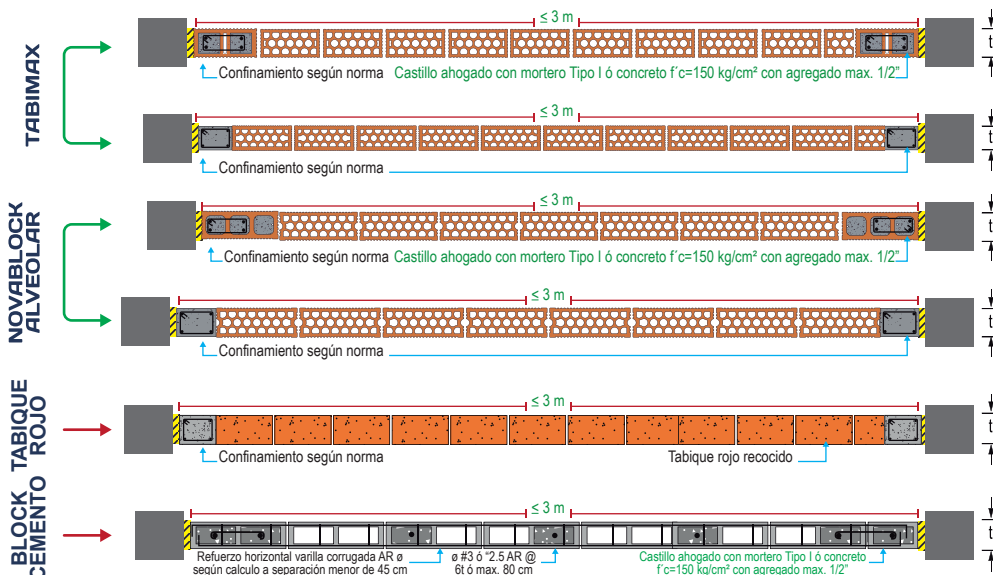 TABIMAX
≤ 3 m
t
Confinamiento según norma
Castillo ahogado con mortero Tipo I ó concreto f´c=150 kg/cm² con agregado max. 1/2”
≤ 3 m
t
Confinamiento según norma
NOVABLOCK
ALVEOLAR
≤ 3 m
t
Confinamiento según norma
Castillo ahogado con mortero Tipo I ó concreto f´c=150 kg/cm² con agregado max. 1/2”
≤ 3 m
t
Confinamiento según norma
TABIQUE
ROJO
≤ 3 m
t
Confinamiento según norma
Tabique rojo recocido
BLOCK
CEMENTO
≤ 3 m
t
Refuerzo horizontal varilla corrugada AR ø
según calculo a separación menor de 45 cm
ø #3 ó “2.5 AR @
6t ó max. 80 cm
Castillo ahogado con mortero Tipo I ó concreto
f´c=150 kg/cm² con agregado max. 1/2”